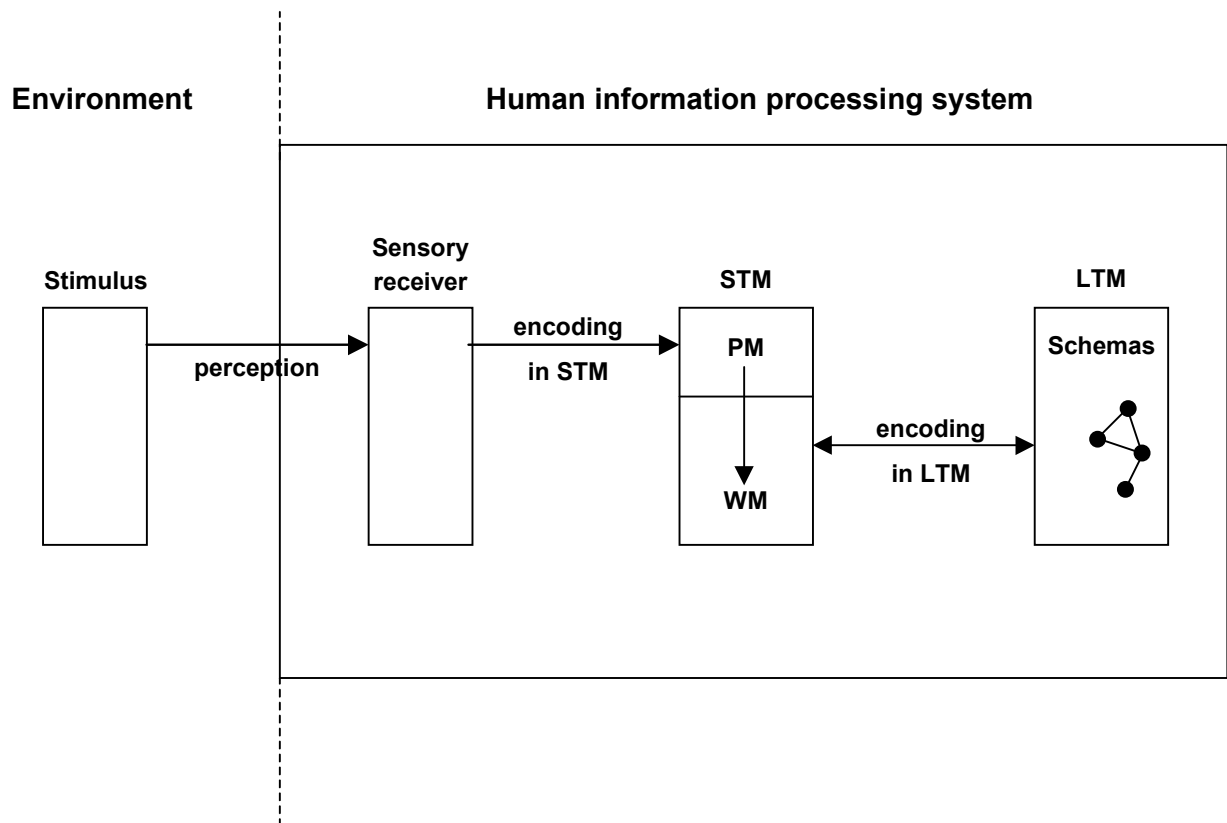 Environment
Human information processing system
Stimulus
perception
Sensory
receiver
encoding
in STM
STM
PM
WM
encoding
in LTM
LTM
Schemas